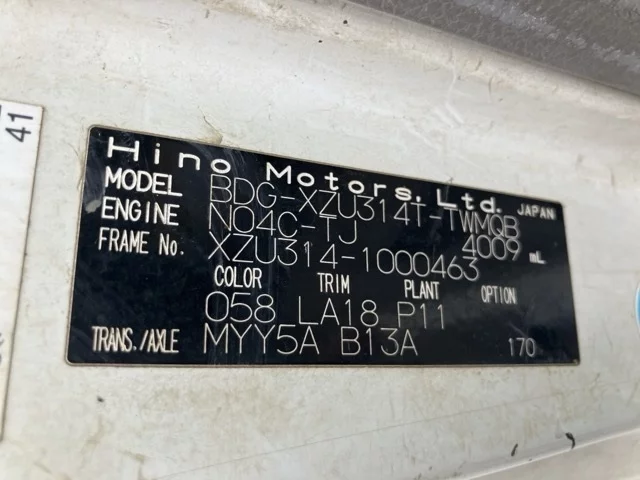 41
Hino Motors, Ltd. JAPAN
MODEL BDG-XZU314T-TWMQB
ENGINE N04C-TJ 4009 mL
FRAME No. XZU314-1000463
COLOR TRIM PLANT OPTION
058 LA18 P11
TRANS./AXLE MYY5A B13A 170